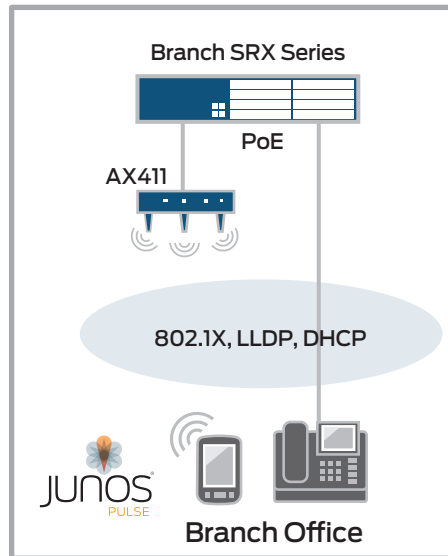 Branch SRX Series
PoE
AX411
802.1X, LLDP, DHCP
JUNOS®
PULSE
Branch Office